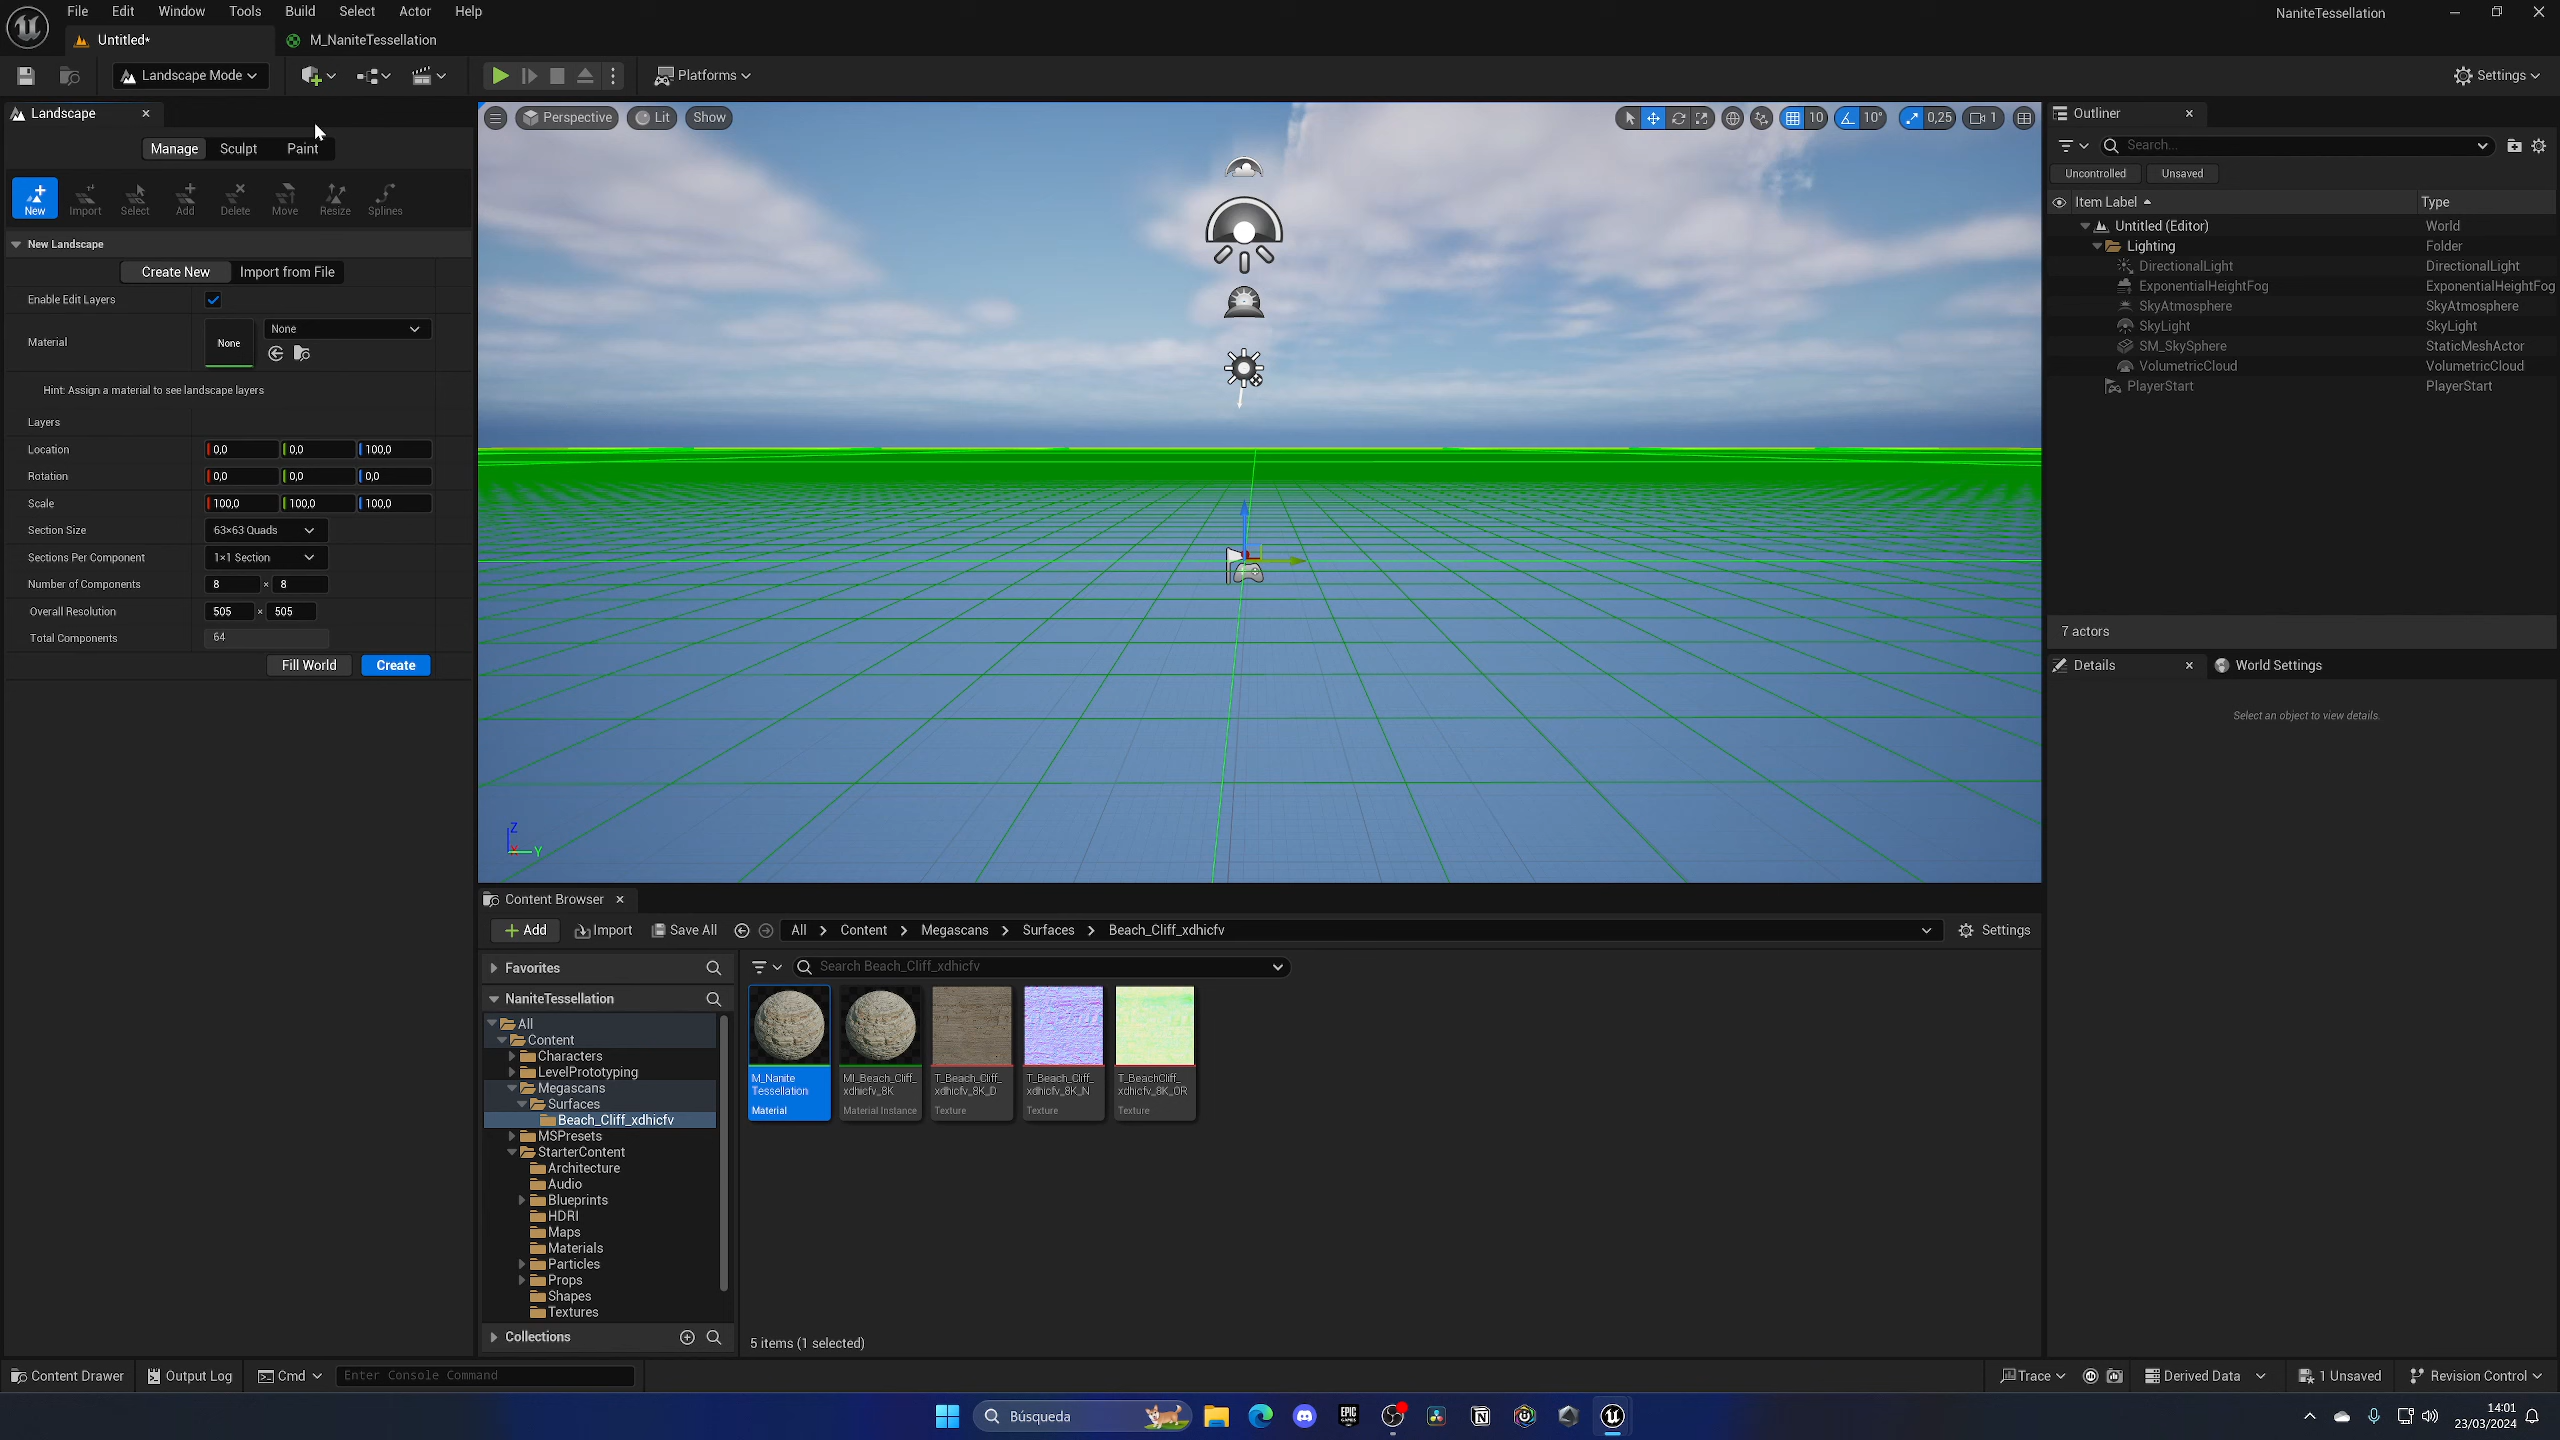 File Edit Window Tools Build Select Actor Help
NaniteTessellation
Untitled*
M_NaniteTessellation
Landscape Mode
Platforms
Settings
Landscape
Manage Sculpt Paint
New Import Select Add Delete Move Resize Splines
New Landscape
Create New Import from File
Enable Edit Layers
Material
None
None
Hint: Assign a material to see landscape layers
Layers
Location 0,0 0,0 100,0
Rotation 0,0 0,0 0,0
Scale 100,0 100,0 100,0
Section Size 63×63 Quads
Sections Per Component 1×1 Section
Number of Components 8 × 8
Overall Resolution 505 × 505
Total Components 64
Fill World Create
Perspective Lit Show
10 10° 0,25 1
Z
X
Y
Outliner
Search...
Uncontrolled Unsaved
Item Label Type
Untitled (Editor) World
Lighting Folder
DirectionalLight DirectionalLight
ExponentialHeightFog ExponentialHeightFog
SkyAtmosphere SkyAtmosphere
SkyLight SkyLight
SM_SkySphere StaticMeshActor
VolumetricCloud VolumetricCloud
PlayerStart PlayerStart
7 actors
Details World Settings
Select an object to view details.
Content Browser
Add Import Save All All > Content > Megascans > Surfaces > Beach_Cliff_xdhicfv Settings
Favorites
Search Beach_Cliff_xdhicfv
NaniteTessellation
All
Content
Characters
LevelPrototyping
Megascans
Surfaces
Beach_Cliff_xdhicfv
MSPresets
StarterContent
Architecture
Audio
Blueprints
HDRI
Maps
Materials
Particles
Props
Shapes
Textures
Collections
M_Nanite
Tessellation
Material
MI_Beach_Cliff_
xdhicfv_8K
Material Instance
T_Beach_Cliff_
xdhicfv_8K_D
Texture
T_Beach_Cliff_
xdhicfv_8K_N
Texture
T_BeachCliff_
xdhicfv_8K_OR
Texture
5 items (1 selected)
Content Drawer Output Log Cmd Enter Console Command
Trace Derived Data 1 Unsaved Revision Control
Búsqueda
EPIC
GAMES
14:01
23/03/2024